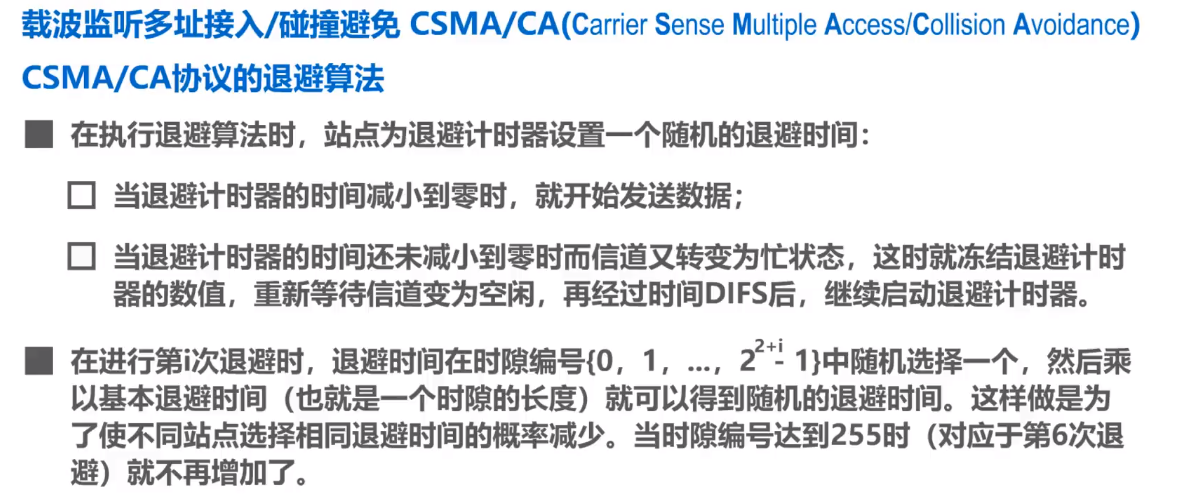 载波监听多址接入/碰撞避免 CSMA/CA(Carrier Sense Multiple Access/Collision Avoidance)
CSMA/CA协议的退避算法
在执行退避算法时，站点为退避计时器设置一个随机的退避时间：
当退避计时器的时间减小到零时，就开始发送数据；
当退避计时器的时间还未减小到零时而信道又转变为忙状态，这时就冻结退避计时
器的数值，重新等待信道变为空闲，再经过时间DIFS后，继续启动退避计时器。
在进行第i次退避时，退避时间在时隙编号{0，1，...，2^{2+i} - 1}中随机选择一个，然后乘
以基本退避时间（也就是一个时隙的长度）就可以得到随机的退避时间。这样做是为
了使不同站点选择相同退避时间的概率减少。当时隙编号达到255时（对应于第6次退
避）就不再增加了。